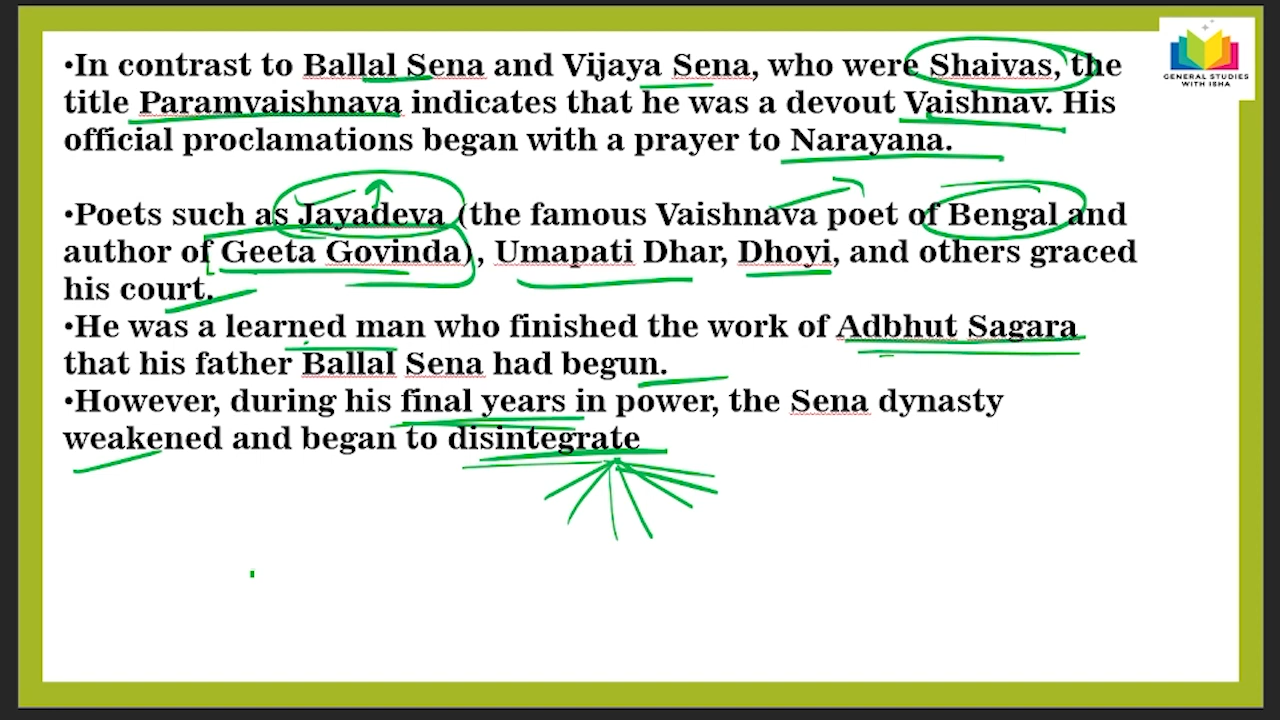 •In contrast to Ballal Sena and Vijaya Sena, who were Shaivas, the
title Paramvaishnava indicates that he was a devout Vaishnav. His
official proclamations began with a prayer to Narayana.
•Poets such as Jayadeva (the famous Vaishnava poet of Bengal and
author of Geeta Govinda), Umapati Dhar, Dhoyi, and others graced
his court.
•He was a learned man who finished the work of Adbhut Sagara
that his father Ballal Sena had begun.
•However, during his final years in power, the Sena dynasty
weakened and began to disintegrate
GENERAL STUDIES
WITH ISHA